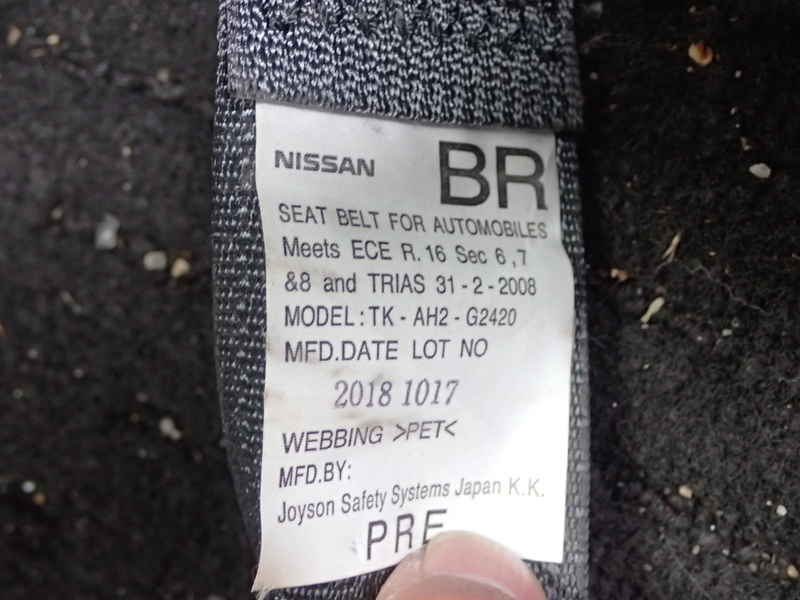 NISSAN BR
SEAT BELT FOR AUTOMOBILES
Meets ECE R.16 Sec 6,7
&8 and TRIAS 31-2-2008
MODEL:TK-AH2-G2420
MFD.DATE LOT NO
2018 1017
WEBBING >PET<
MFD.BY:
Joyson Safety Systems Japan K.K.
PRE